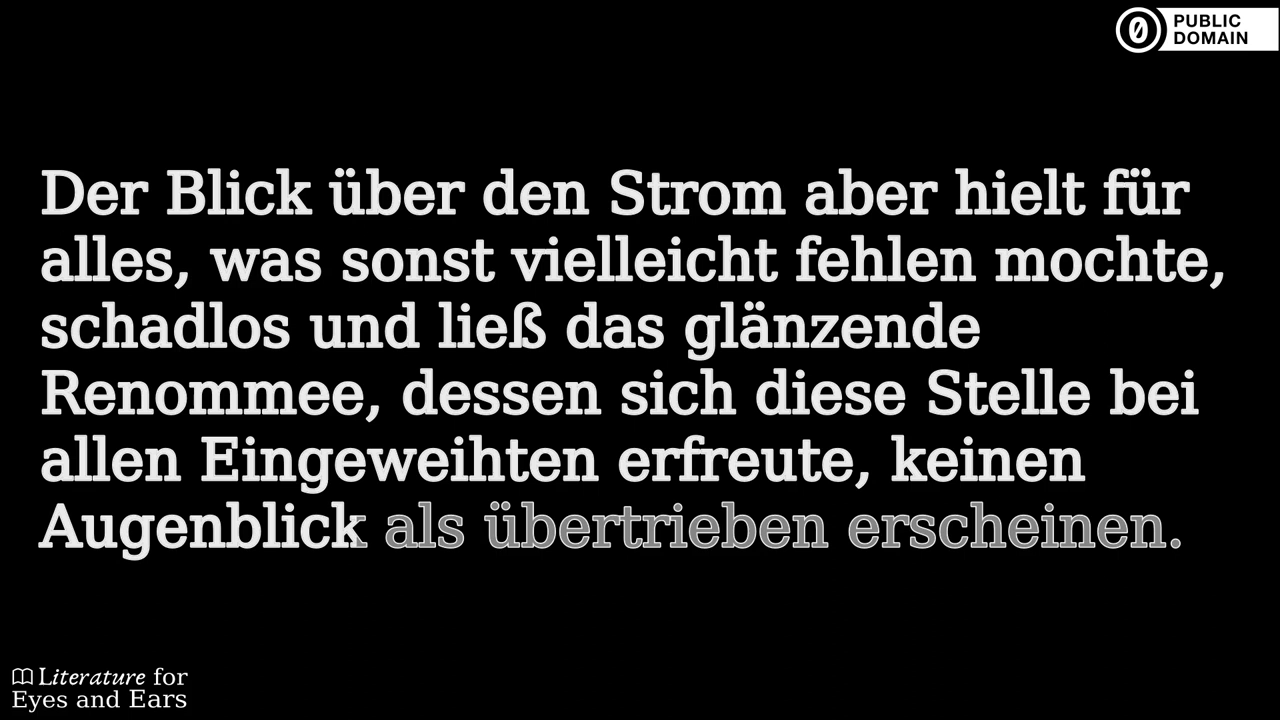 PUBLIC
DOMAIN
Der Blick über den Strom aber hielt für
alles, was sonst vielleicht fehlen mochte,
schadlos und ließ das glänzende
Renommee, dessen sich diese Stelle bei
allen Eingeweihten erfreute, keinen
Augenblick als übertrieben erscheinen.
Literature for
Eyes and Ears